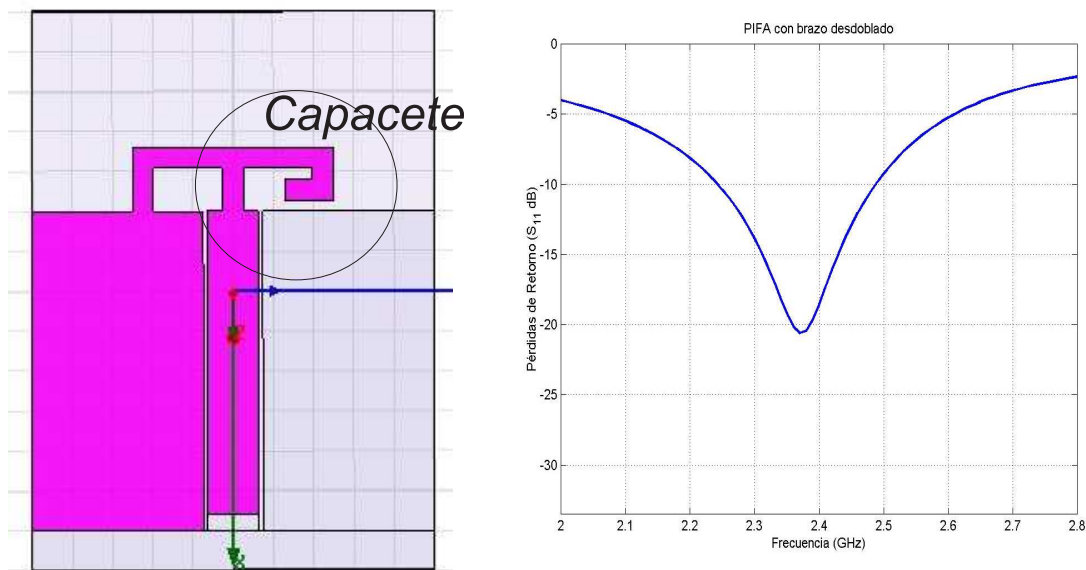 Capacete
PIFA con brazo desdoblado
Pérdidas de Retorno (S11 dB)
0
-5
-10
-15
-20
-25
-30
2 2.1 2.2 2.3 2.4 2.5 2.6 2.7 2.8
Frecuencia (GHz)